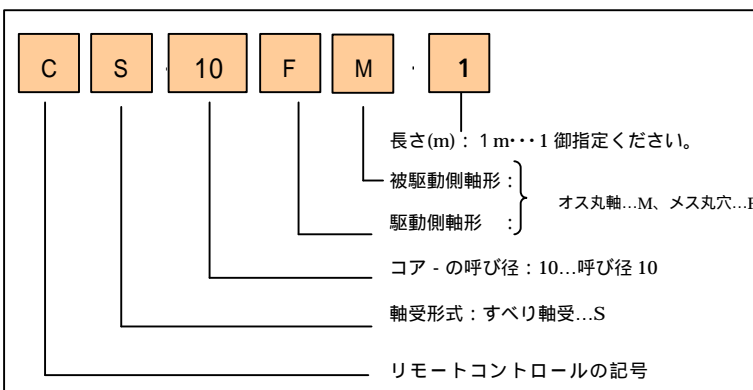 C S · 10 F M · 1
長さ(m)：１m･･･1 御指定ください。
被駆動側軸形：
オス丸軸…M、メス丸穴…F
駆動側軸形 ：
コア - の呼び径：10…呼び径 10
軸受形式：すべり軸受…S
リモートコントロールの記号